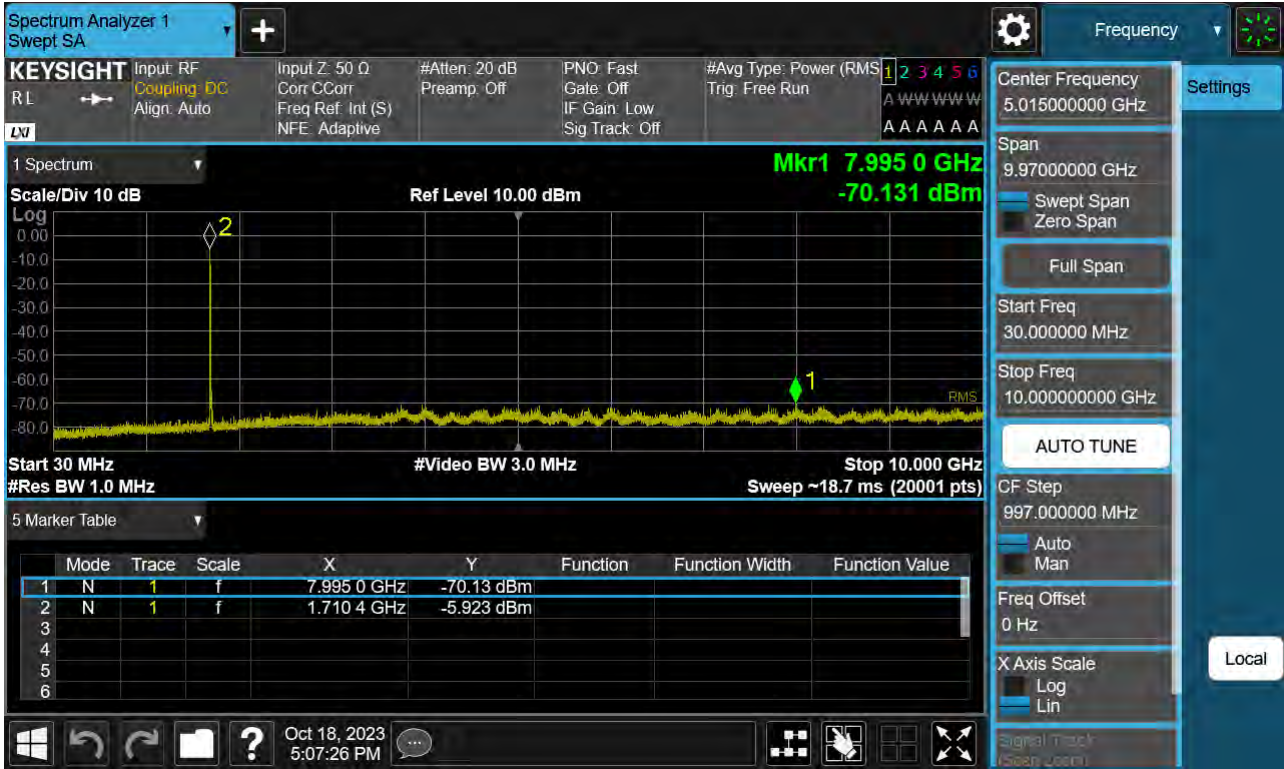 Spectrum Analyzer 1
Swept SA
+
Frequency
KEYSIGHT
RL
LXI
Input: RF
Coupling: DC
Align: Auto
Input Z: 50 Ω
Corr CCorr
Freq Ref: Int (S)
NFE: Adaptive
#Atten: 20 dB
Preamp: Off
PNO: Fast
Gate: Off
IF Gain: Low
Sig Track: Off
#Avg Type: Power (RMS
Trig: Free Run
1 2 3 4 5 6
A W W W W W
A A A A A A
1 Spectrum
Scale/Div 10 dB
Ref Level 10.00 dBm
Mkr1 7.995 0 GHz
-70.131 dBm
Log
0.00
-10.0
-20.0
-30.0
-40.0
-50.0
-60.0
-70.0
-80.0
2
1
RMS
Start 30 MHz
#Video BW 3.0 MHz
Stop 10.000 GHz
#Res BW 1.0 MHz
Sweep ~18.7 ms (20001 pts)
5 Marker Table
Mode Trace Scale X Y Function Function Width Function Value
1 N 1 f 7.995 0 GHz -70.13 dBm
2 N 1 f 1.710 4 GHz -5.923 dBm
3
4
5
6
?
Oct 18, 2023
5:07:26 PM
Center Frequency
5.015000000 GHz
Span
9.97000000 GHz
Swept Span
Zero Span
Full Span
Start Freq
30.000000 MHz
Stop Freq
10.000000000 GHz
AUTO TUNE
CF Step
997.000000 MHz
Auto
Man
Freq Offset
0 Hz
X Axis Scale
Log
Lin
Signal Track
(Span Zoom)
Settings
Local